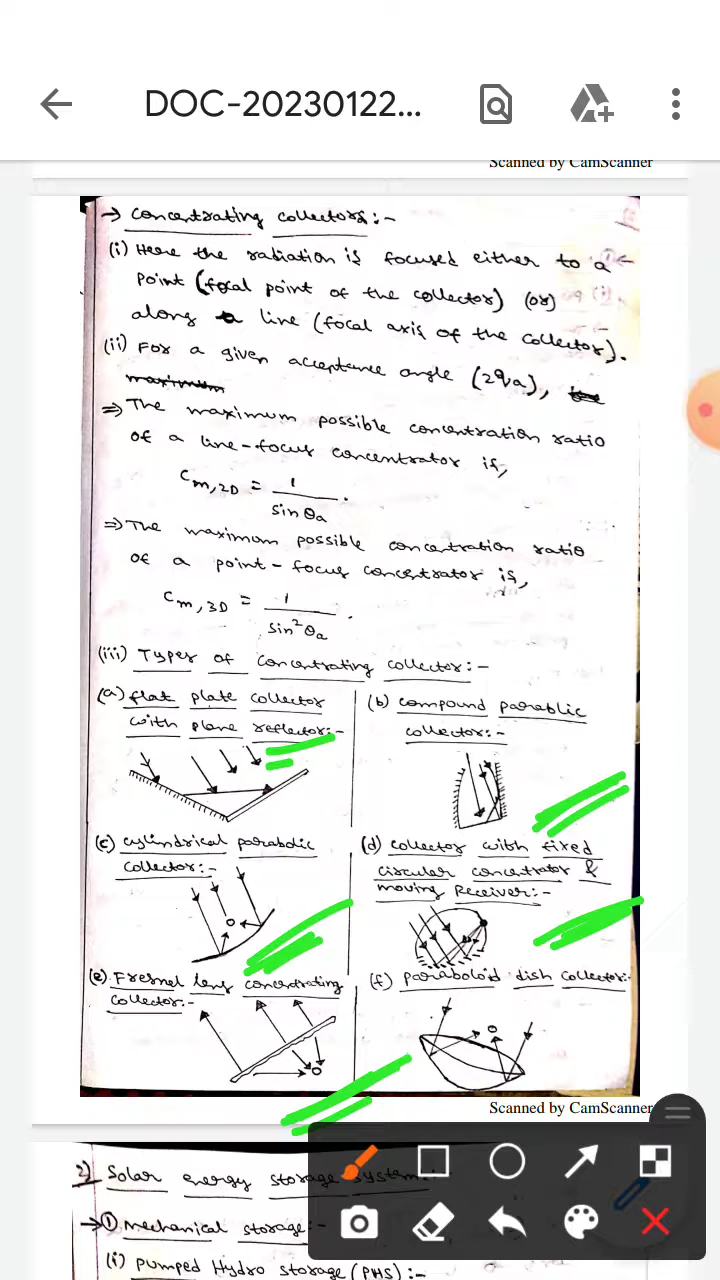 DOC-20230122...
Scanned by CamScanner
→ Concentrating collectors:-
(i) Here the radiation is focused either to a
point (focal point of the collector) (or)
along a line (focal axis of the collector).
(ii) For a given acceptance angle (2φa),
maximum
⇒ The maximum possible concentration ratio
of a line-focus concentrator is,
Cm,2D = 1/sin θa.
⇒ The maximum possible concentration ratio
of a point-focus concentrator is,
Cm,3D = 1/sin²θa.
(iii) Types of concentrating collector:-
(a) flat plate collector
with plane reflector:-
(b) compound parablic
collector:-
(c) cylindrical parabolic
collector:-
(d) collector with fixed
circular concentrator &
moving Receiver:-
(e) Fresnel lens concentrating
collector:-
(f) paraboloid dish collector:-
Scanned by CamScanner
2) Solar energy storage system:-
→① mechanical storage:-
(i) pumped Hydro storage (PHS):-